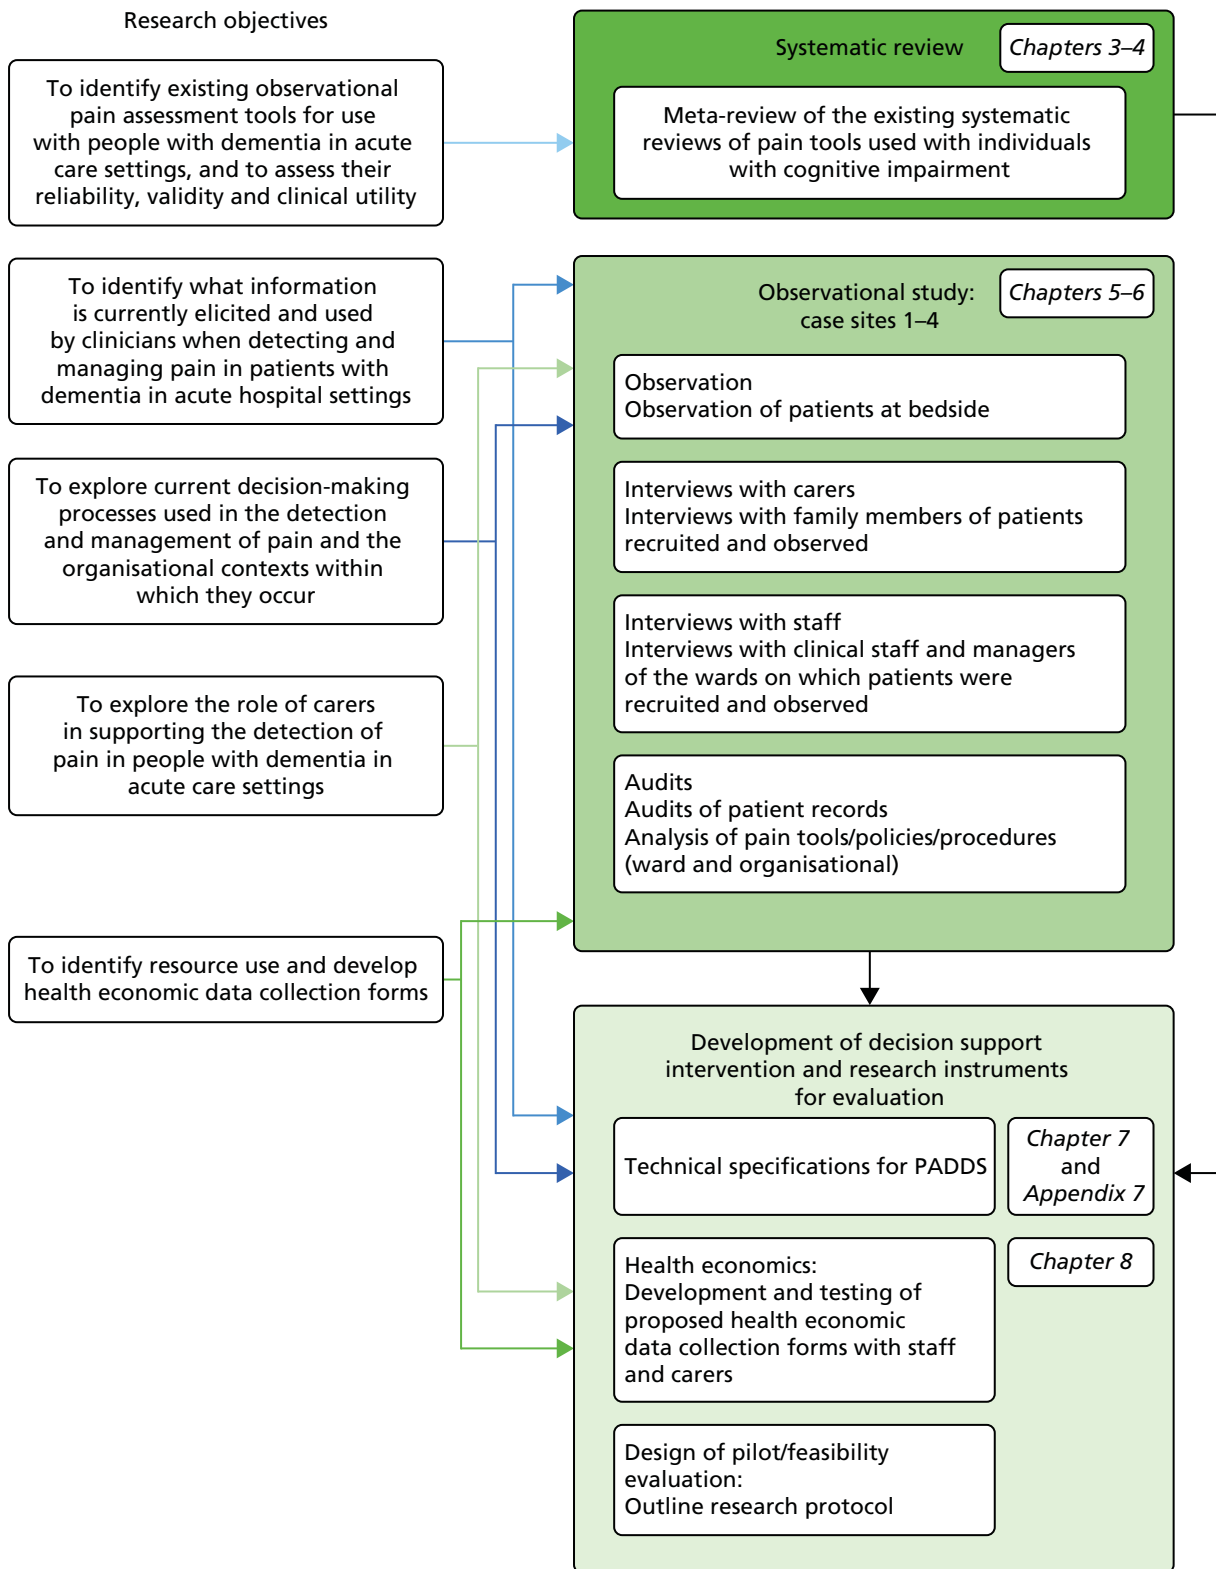 Research objectives
To identify existing observational
pain assessment tools for use
with people with dementia in acute
care settings, and to assess their
reliability, validity and clinical utility
To identify what information
is currently elicited and used
by clinicians when detecting and
managing pain in patients with
dementia in acute hospital settings
To explore current decision-making
processes used in the detection
and management of pain and the
organisational contexts within
which they occur
To explore the role of carers
in supporting the detection of
pain in people with dementia in
acute care settings
To identify resource use and develop
health economic data collection forms
Systematic review
Chapters 3–4
Meta-review of the existing systematic
reviews of pain tools used with individuals
with cognitive impairment
Observational study:
case sites 1–4
Chapters 5–6
Observation
Observation of patients at bedside
Interviews with carers
Interviews with family members of patients
recruited and observed
Interviews with staff
Interviews with clinical staff and managers
of the wards on which patients were
recruited and observed
Audits
Audits of patient records
Analysis of pain tools/policies/procedures
(ward and organisational)
Development of decision support
intervention and research instruments
for evaluation
Technical specifications for PADDS
Chapter 7
and
Appendix 7
Health economics:
Development and testing of
proposed health economic
data collection forms with staff
and carers
Chapter 8
Design of pilot/feasibility
evaluation:
Outline research protocol